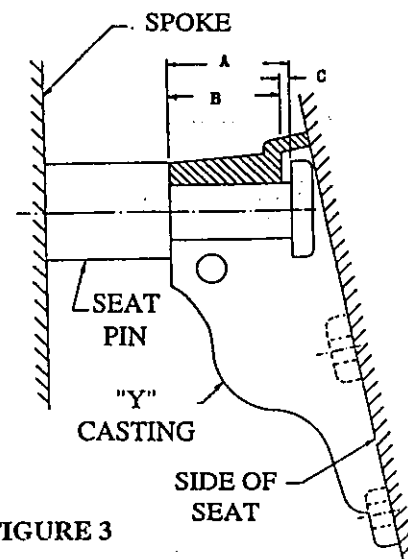 SPOKE
A
C
B
SEAT
PIN
"Y"
CASTING
SIDE OF
SEAT
IGURE 3